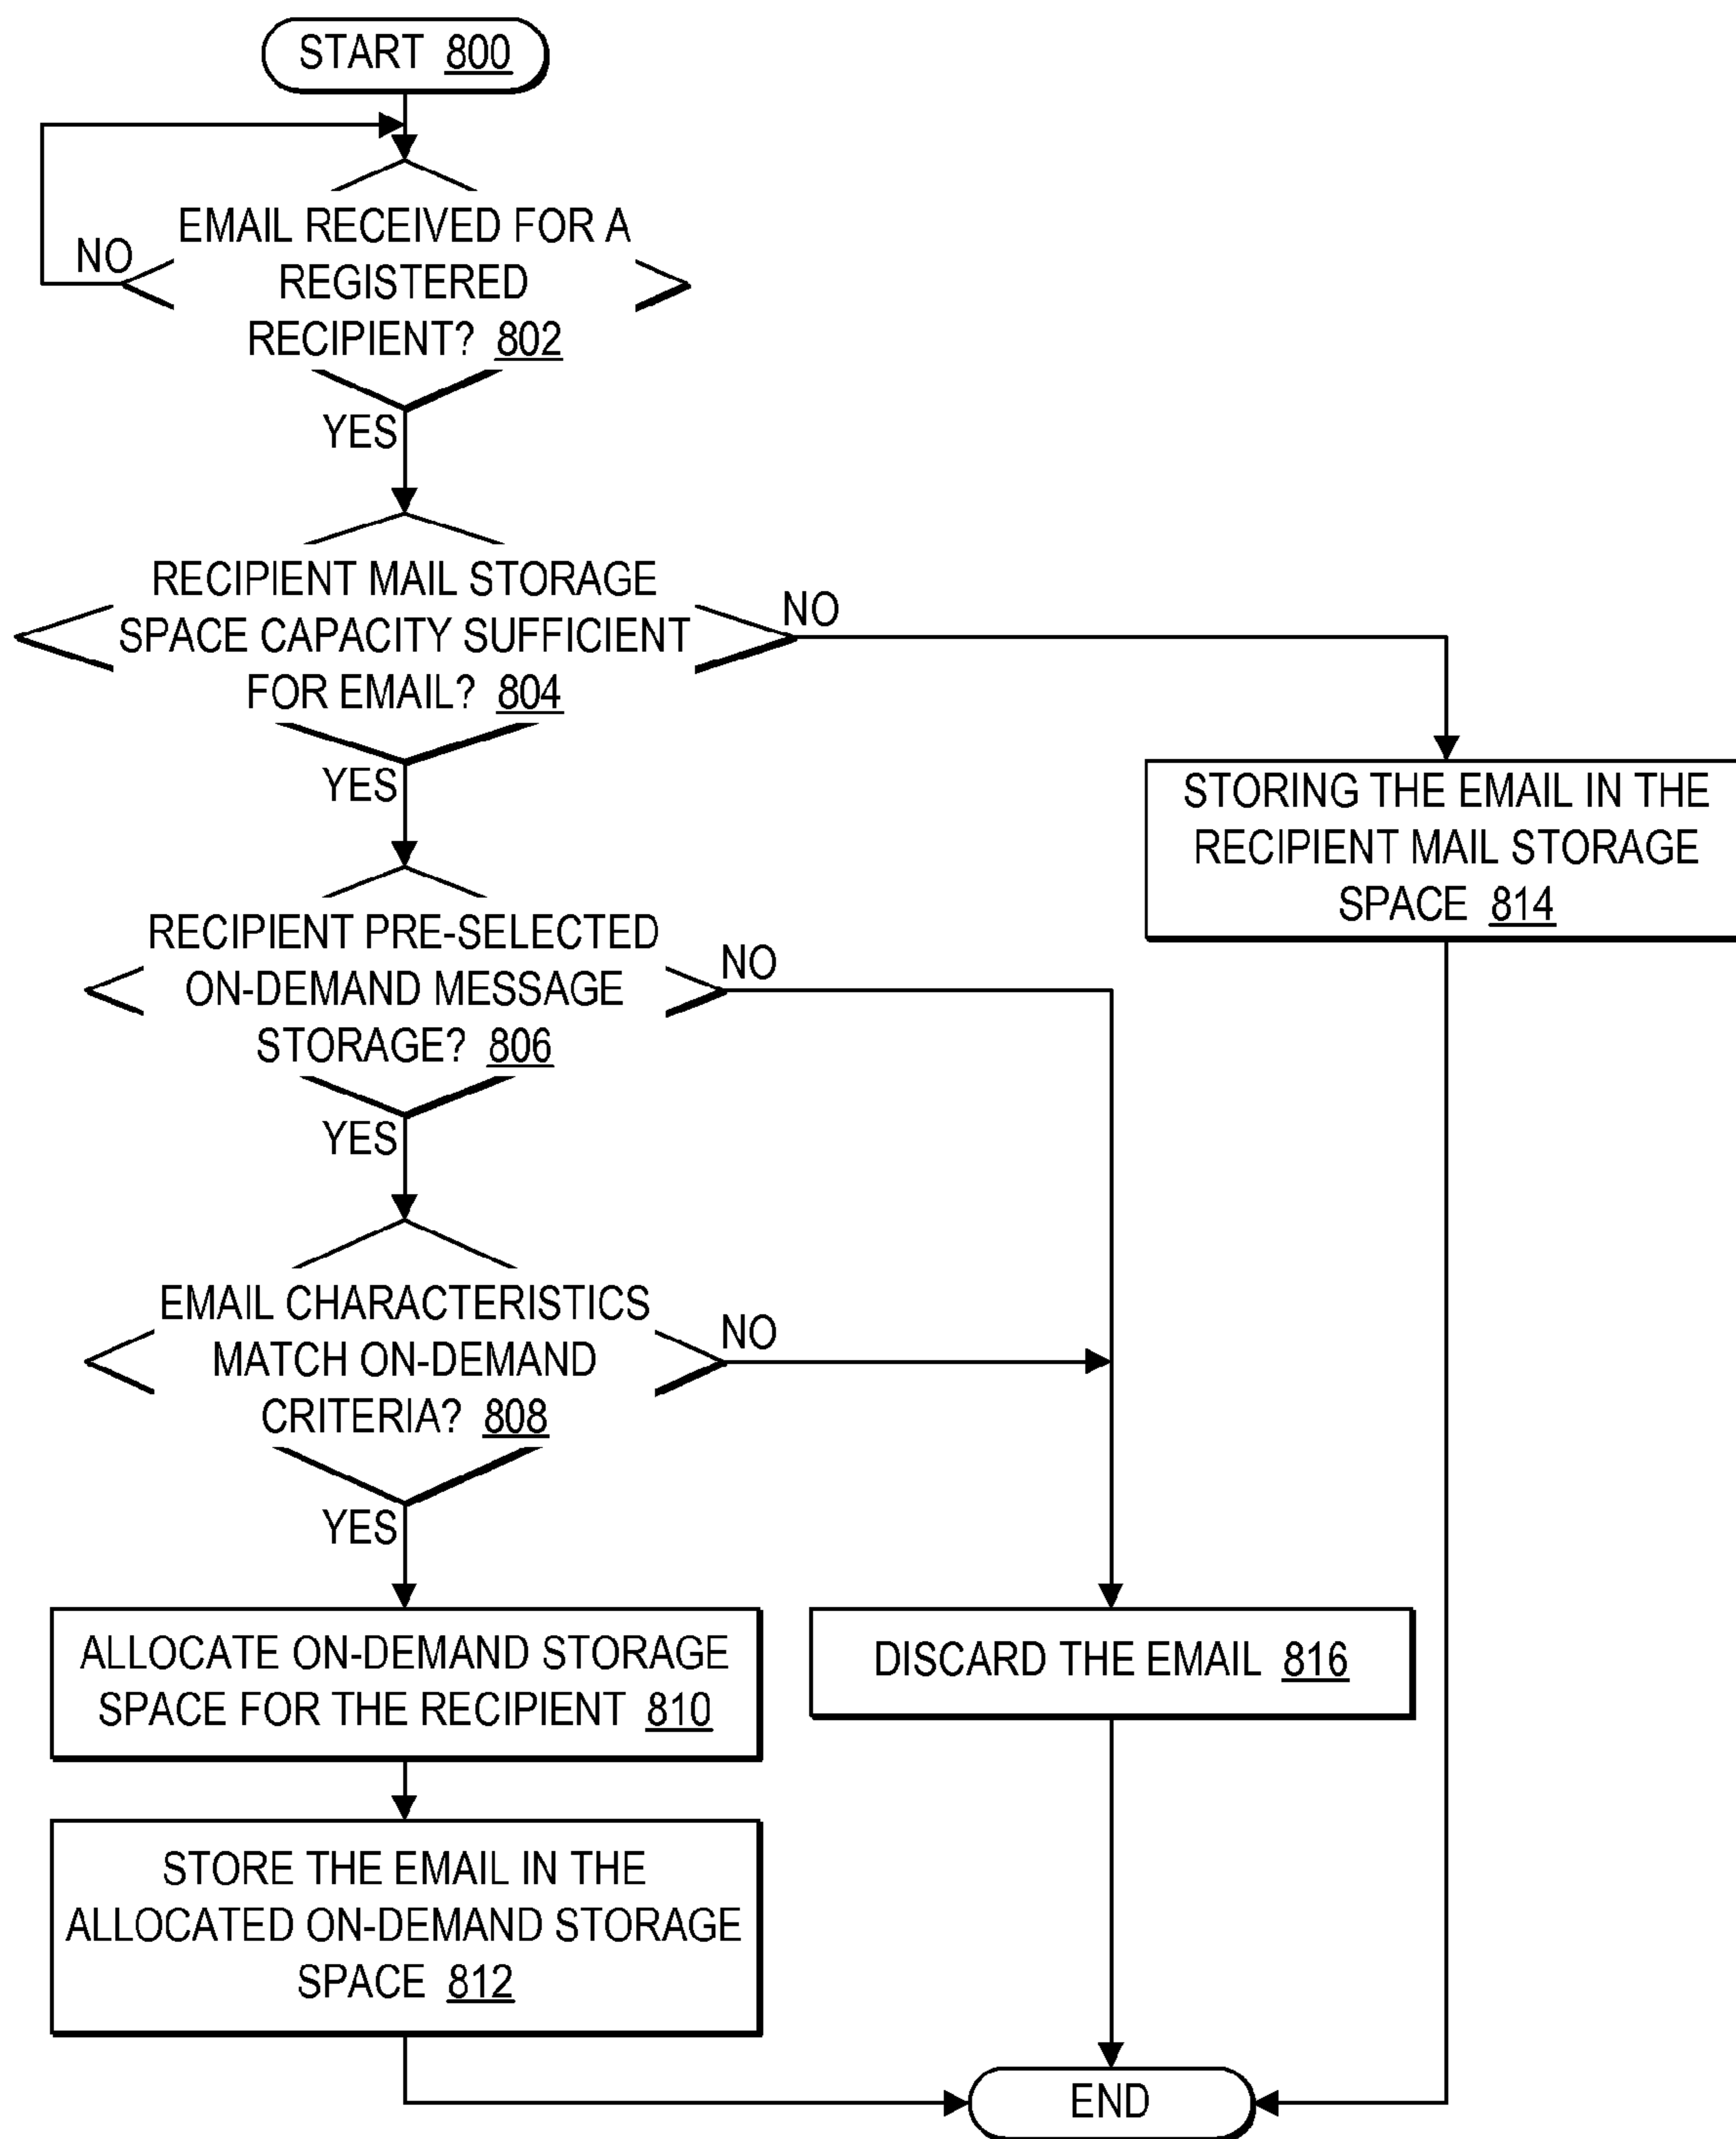 START 800
EMAIL RECEIVED FOR A
REGISTERED
RECIPIENT? 802
NO
YES
RECIPIENT MAIL STORAGE
SPACE CAPACITY SUFFICIENT
FOR EMAIL? 804
NO
YES
STORING THE EMAIL IN THE
RECIPIENT MAIL STORAGE
SPACE 814
RECIPIENT PRE-SELECTED
ON-DEMAND MESSAGE
STORAGE? 806
NO
YES
EMAIL CHARACTERISTICS
MATCH ON-DEMAND
CRITERIA? 808
NO
YES
ALLOCATE ON-DEMAND STORAGE
SPACE FOR THE RECIPIENT 810
DISCARD THE EMAIL 816
STORE THE EMAIL IN THE
ALLOCATED ON-DEMAND STORAGE
SPACE 812
END